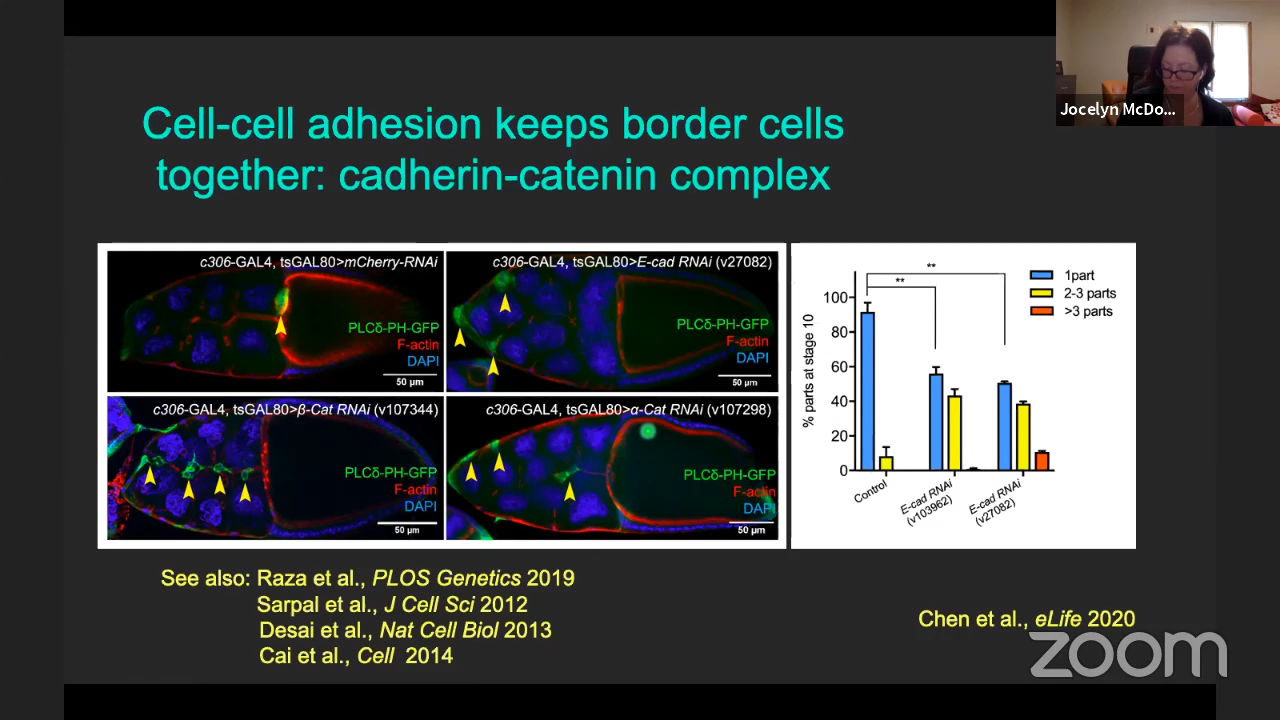 Jocelyn McDo...
Cell-cell adhesion keeps border cells
together: cadherin-catenin complex
c306-GAL4, tsGAL80>mCherry-RNAi
PLCδ-PH-GFP
F-actin
DAPI
50 µm
c306-GAL4, tsGAL80>E-cad RNAi (v27082)
PLCδ-PH-GFP
F-actin
DAPI
50 µm
c306-GAL4, tsGAL80>β-Cat RNAi (v107344)
PLCδ-PH-GFP
F-actin
DAPI
50 µm
c306-GAL4, tsGAL80>α-Cat RNAi (v107298)
PLCδ-PH-GFP
F-actin
DAPI
50 µm
% parts at stage 10
100
80
60
40
20
0
**
**
1part
2-3 parts
>3 parts
Control
E-cad RNAi
(v103962)
E-cad RNAi
(v27082)
See also: Raza et al., PLOS Genetics 2019
Sarpal et al., J Cell Sci 2012
Desai et al., Nat Cell Biol 2013
Cai et al., Cell 2014
Chen et al., eLife 2020
zoom